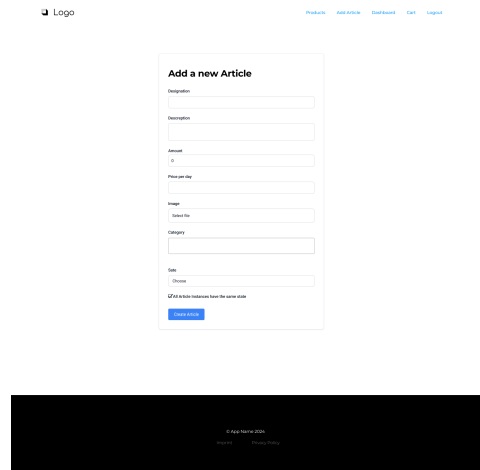 Logo
Products Add Article Dashboard Cart Logout
Add a new Article
Designation
Description
Amount
0
Price per day
Image
Select file
Category
Sate
Choose
All Article Instances have the same state
Create Article
© App Name 2024
Imprint Privacy Policy